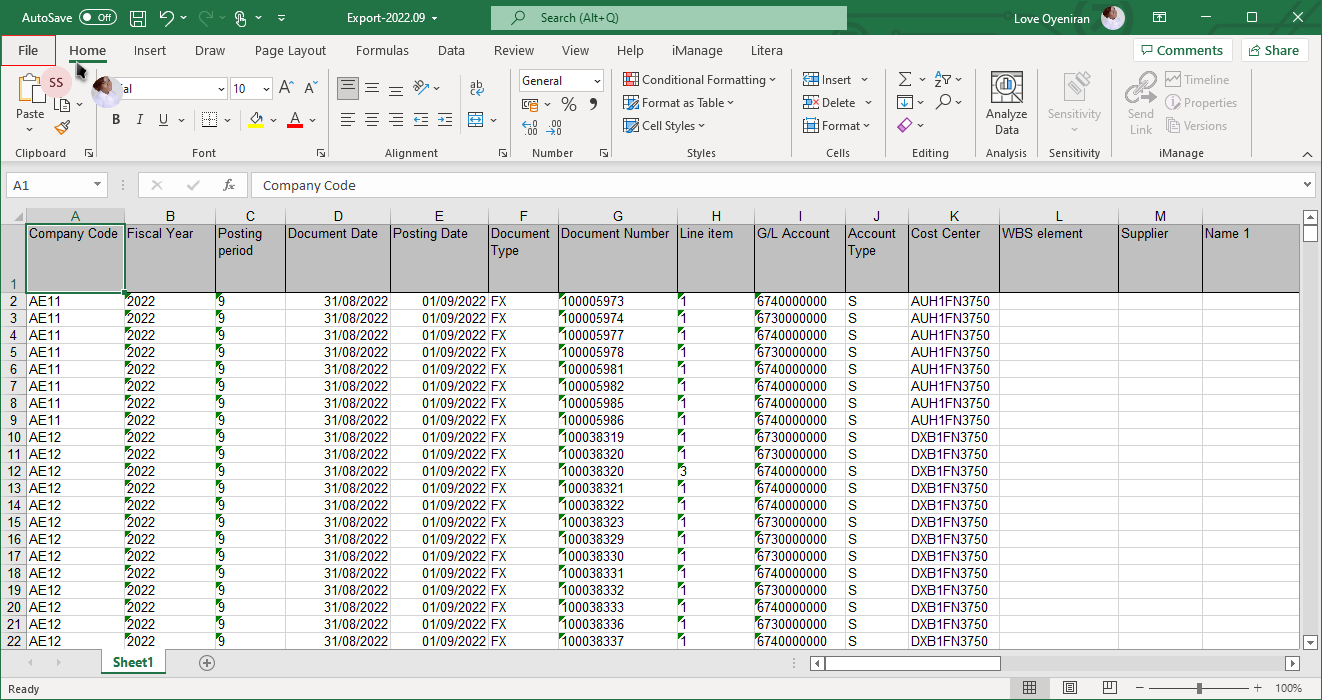 AutoSave Off Export-2022.09 Search (Alt+Q) Love Oyeniran
File Home Insert Draw Page Layout Formulas Data Review View Help iManage Litera Comments Share
SS 10 General Conditional Formatting Insert Analyze Data Sensitivity Send Link Timeline
Paste Format as Table Delete Properties
B I U Cell Styles Format Versions
Clipboard Font Alignment Number Styles Cells Editing Analysis Sensitivity iManage
A1 fx Company Code
A B C D E F G H I J K L M
1 Company Code Fiscal Year Posting period Document Date Posting Date Document Type Document Number Line item G/L Account Account Type Cost Center WBS element Supplier Name 1
2 AE11 2022 9 31/08/2022 01/09/2022 FX 100005973 1 6740000000 S AUH1FN3750
3 AE11 2022 9 31/08/2022 01/09/2022 FX 100005974 1 6730000000 S AUH1FN3750
4 AE11 2022 9 31/08/2022 01/09/2022 FX 100005977 1 6740000000 S AUH1FN3750
5 AE11 2022 9 31/08/2022 01/09/2022 FX 100005978 1 6730000000 S AUH1FN3750
6 AE11 2022 9 31/08/2022 01/09/2022 FX 100005981 1 6740000000 S AUH1FN3750
7 AE11 2022 9 31/08/2022 01/09/2022 FX 100005982 1 6740000000 S AUH1FN3750
8 AE11 2022 9 31/08/2022 01/09/2022 FX 100005985 1 6740000000 S AUH1FN3750
9 AE11 2022 9 31/08/2022 01/09/2022 FX 100005986 1 6740000000 S AUH1FN3750
10 AE12 2022 9 31/08/2022 01/09/2022 FX 100038319 1 6730000000 S DXB1FN3750
11 AE12 2022 9 31/08/2022 01/09/2022 FX 100038320 1 6730000000 S DXB1FN3750
12 AE12 2022 9 31/08/2022 01/09/2022 FX 100038320 3 6740000000 S DXB1FN3750
13 AE12 2022 9 31/08/2022 01/09/2022 FX 100038321 1 6740000000 S DXB1FN3750
14 AE12 2022 9 31/08/2022 01/09/2022 FX 100038322 1 6740000000 S DXB1FN3750
15 AE12 2022 9 31/08/2022 01/09/2022 FX 100038323 1 6730000000 S DXB1FN3750
16 AE12 2022 9 31/08/2022 01/09/2022 FX 100038329 1 6730000000 S DXB1FN3750
17 AE12 2022 9 31/08/2022 01/09/2022 FX 100038330 1 6730000000 S DXB1FN3750
18 AE12 2022 9 31/08/2022 01/09/2022 FX 100038331 1 6740000000 S DXB1FN3750
19 AE12 2022 9 31/08/2022 01/09/2022 FX 100038332 1 6730000000 S DXB1FN3750
20 AE12 2022 9 31/08/2022 01/09/2022 FX 100038333 1 6740000000 S DXB1FN3750
21 AE12 2022 9 31/08/2022 01/09/2022 FX 100038336 1 6730000000 S DXB1FN3750
22 AE12 2022 9 31/08/2022 01/09/2022 FX 100038337 1 6740000000 S DXB1FN3750
Sheet1
Ready 100%